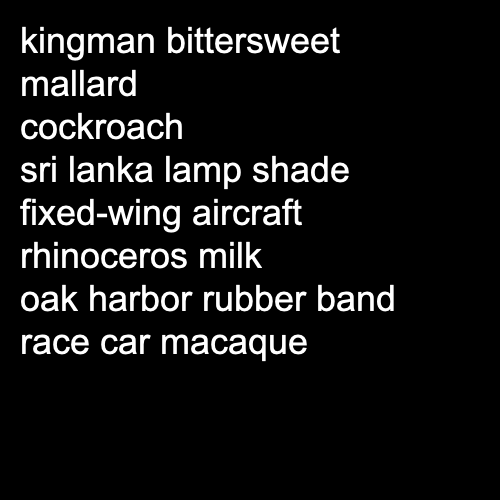 kingman bittersweet
mallard
cockroach
sri lanka lamp shade
fixed-wing aircraft
rhinoceros milk
oak harbor rubber band
race car macaque